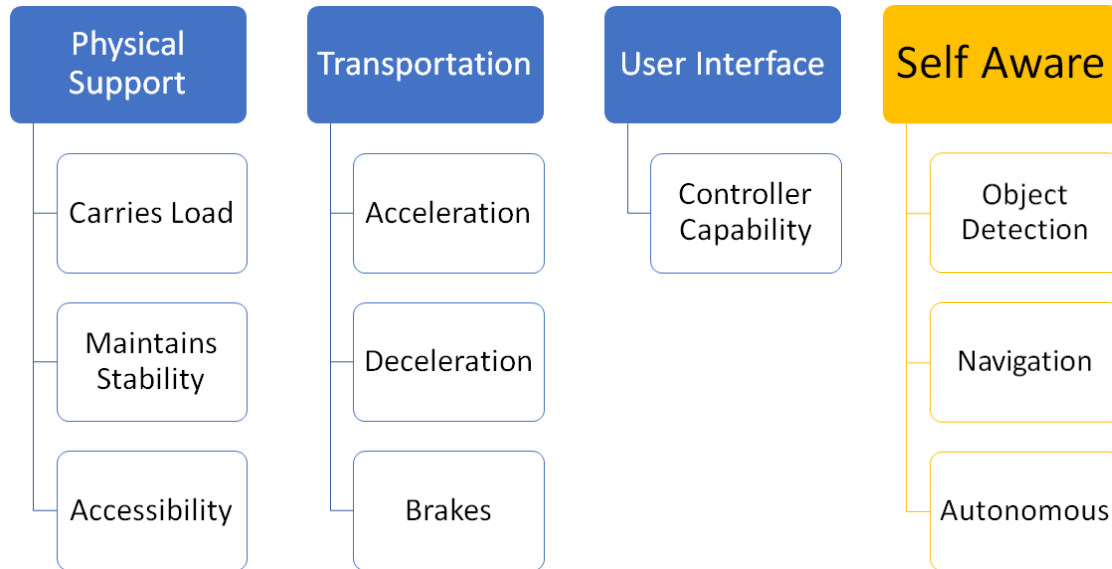 Physical
Support
Carries Load
Maintains
Stability
Accessibility
Transportation
Acceleration
Deceleration
Brakes
User Interface
Controller
Capability
Self Aware
Object
Detection
Navigation
Autonomous